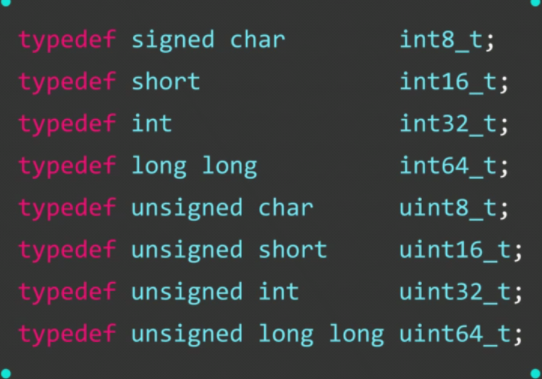 typedef signed char        int8_t;
typedef short              int16_t;
typedef int                int32_t;
typedef long long          int64_t;
typedef unsigned char      uint8_t;
typedef unsigned short     uint16_t;
typedef unsigned int       uint32_t;
typedef unsigned long long uint64_t;